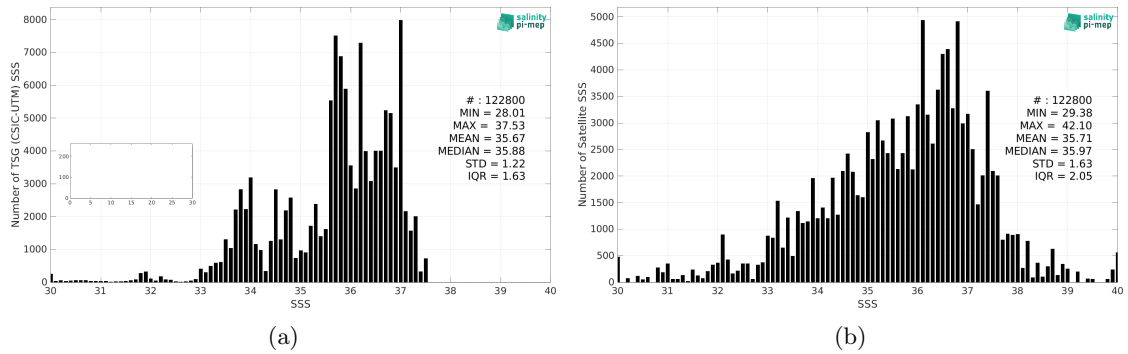 8000
7000
6000
5000
4000
3000
2000
1000
0
Number of TSG (CSIC-UTM) SSS
salinity
pi-mep
# : 122800
MIN = 28.01
MAX = 37.53
MEAN = 35.67
MEDIAN = 35.88
STD = 1.22
IQR = 1.63
200
100
0
0 5 10 15 20 25 30
30 31 32 33 34 35 36 37 38 39 40
SSS
(a)
5000
4500
4000
3500
3000
2500
2000
1500
1000
500
0
Number of Satellite SSS
salinity
pi-mep
# : 122800
MIN = 29.38
MAX = 42.10
MEAN = 35.71
MEDIAN = 35.97
STD = 1.63
IQR = 2.05
30 31 32 33 34 35 36 37 38 39 40
SSS
(b)